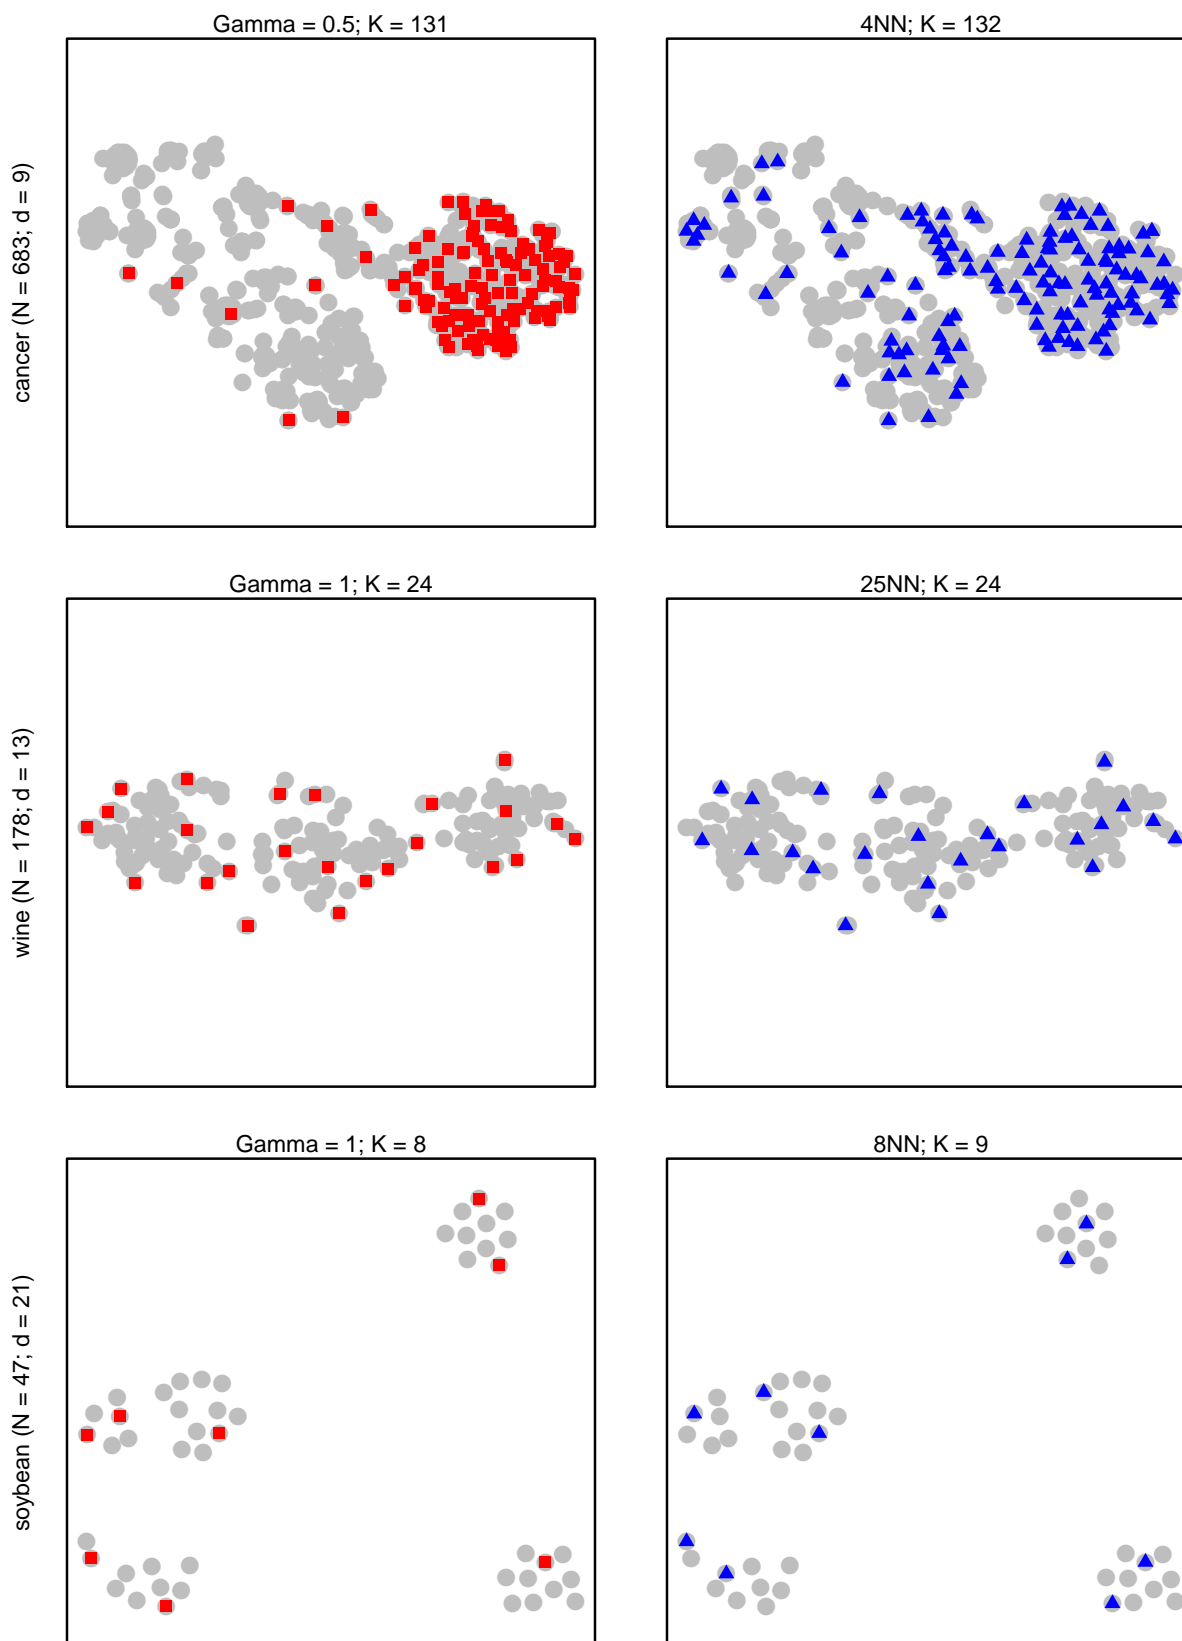 Gamma = 0.5; K = 131
4NN; K = 132
cancer (N = 683; d = 9)
Gamma = 1; K = 24
25NN; K = 24
wine (N = 178; d = 13)
Gamma = 1; K = 8
8NN; K = 9
soybean (N = 47; d = 21)